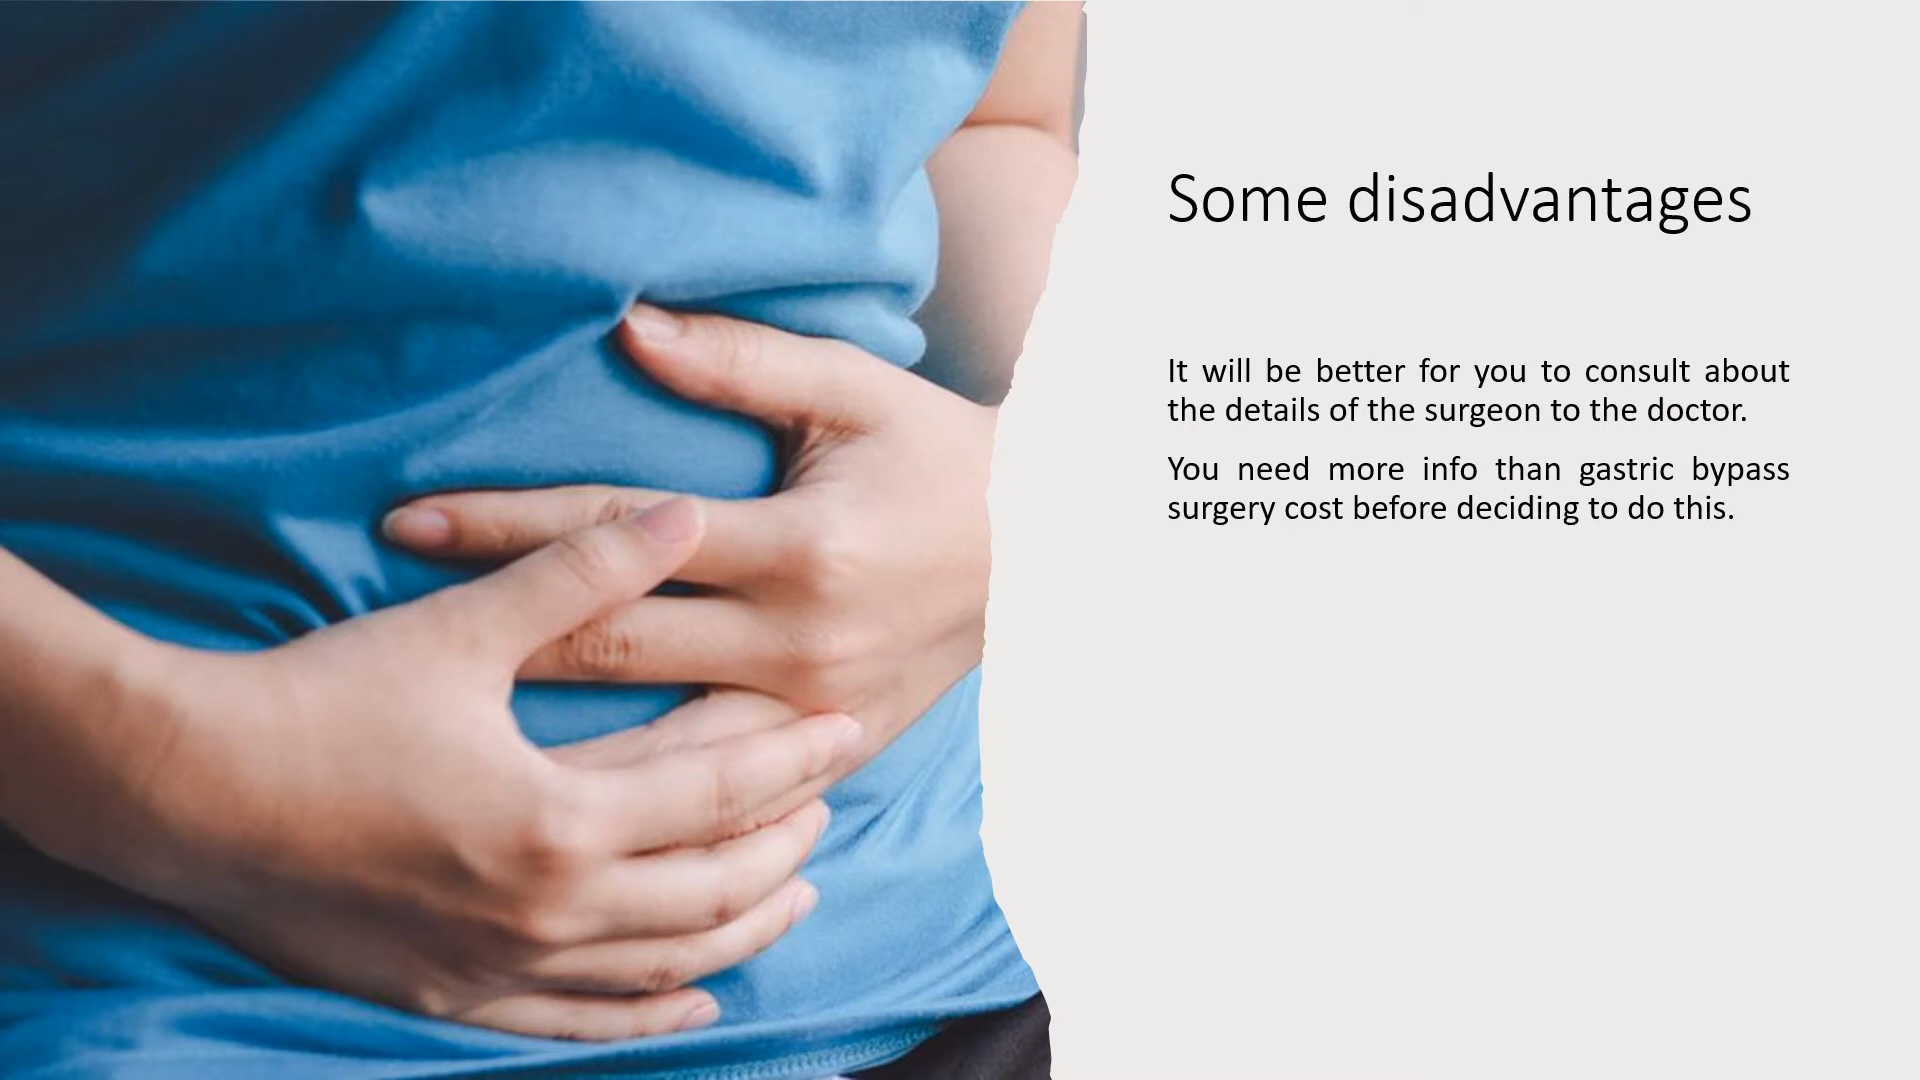 Some disadvantages
It will be better for you to consult about
the details of the surgeon to the doctor.
You need more info than gastric bypass
surgery cost before deciding to do this.